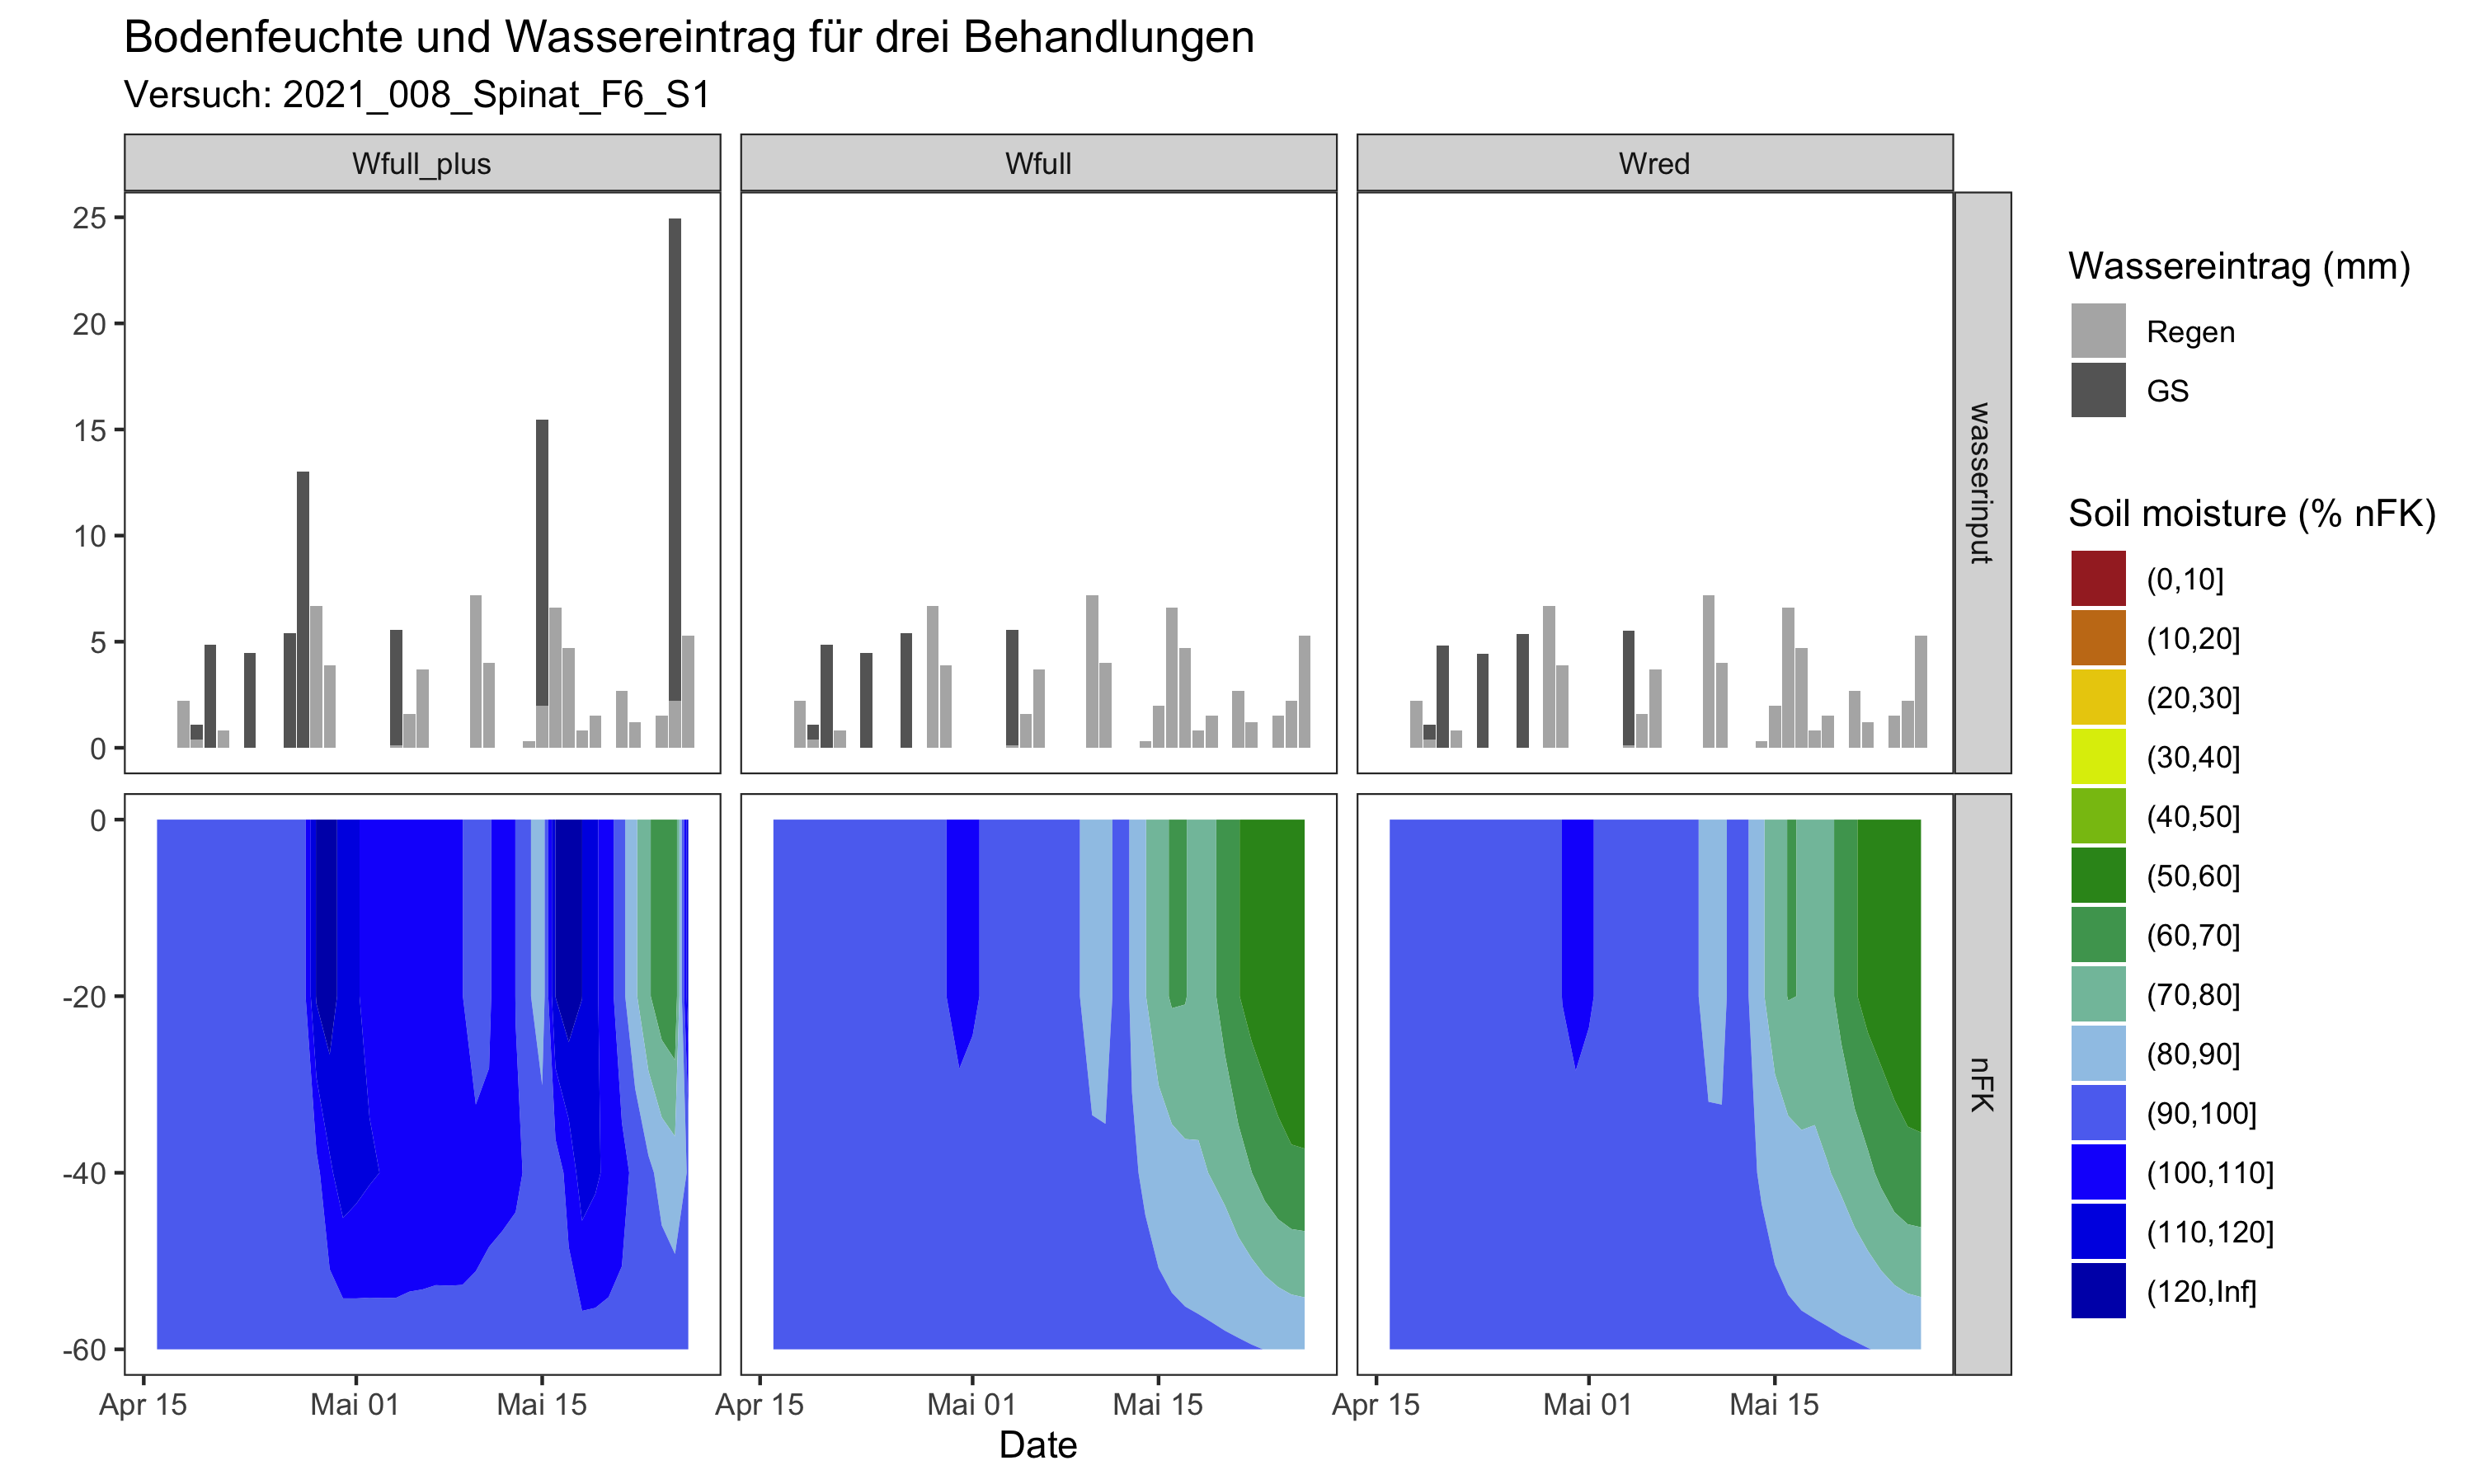 Bodenfeuchte und Wassereintrag für drei Behandlungen
Versuch: 2021_008_Spinat_F6_S1
Wfull_plus
Wfull
Wred
25
20
15
10
5
0
wasserinput
0
-20
-40
-60
nFK
Apr 15
Mai 01
Mai 15
Apr 15
Mai 01
Mai 15
Apr 15
Mai 01
Mai 15
Date
Wassereintrag (mm)
Regen
GS
Soil moisture (% nFK)
(0,10]
(10,20]
(20,30]
(30,40]
(40,50]
(50,60]
(60,70]
(70,80]
(80,90]
(90,100]
(100,110]
(110,120]
(120,Inf]